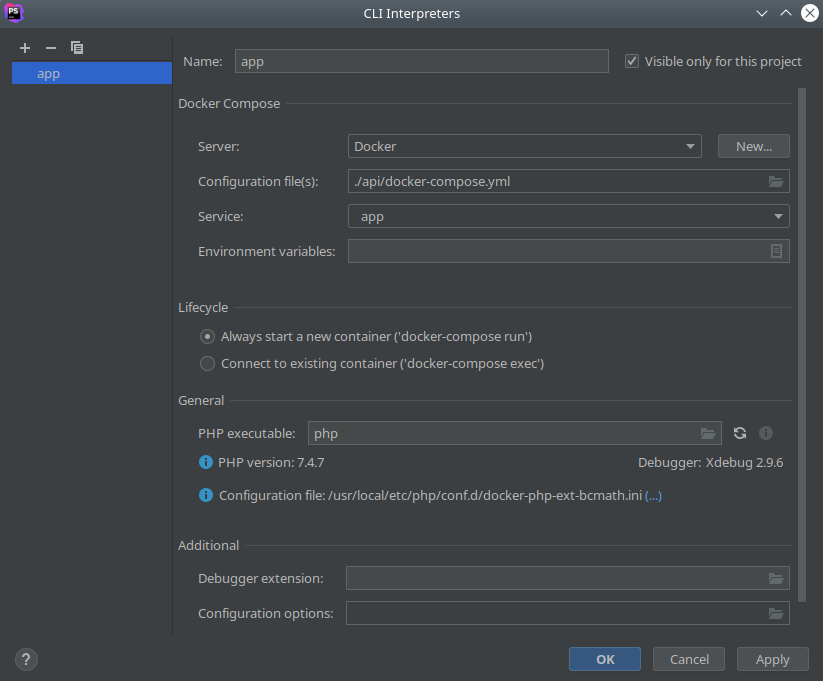 PS
CLI Interpreters
app
Name: app Visible only for this project
Docker Compose
Server: Docker New...
Configuration file(s): ./api/docker-compose.yml
Service: app
Environment variables:
Lifecycle
Always start a new container ('docker-compose run')
Connect to existing container ('docker-compose exec')
General
PHP executable: php
PHP version: 7.4.7 Debugger: Xdebug 2.9.6
Configuration file: /usr/local/etc/php/conf.d/docker-php-ext-bcmath.ini (...)
Additional
Debugger extension:
Configuration options:
? OK Cancel Apply